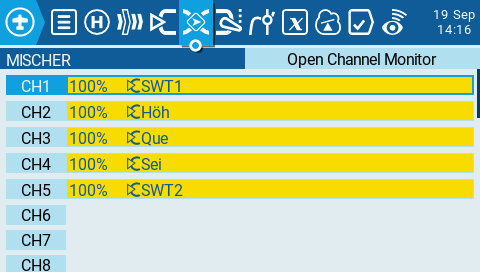 19 Sep
14:16
MISCHER
Open Channel Monitor
CH1 100% SWT1
CH2 100% Höh
CH3 100% Que
CH4 100% Sei
CH5 100% SWT2
CH6
CH7
CH8